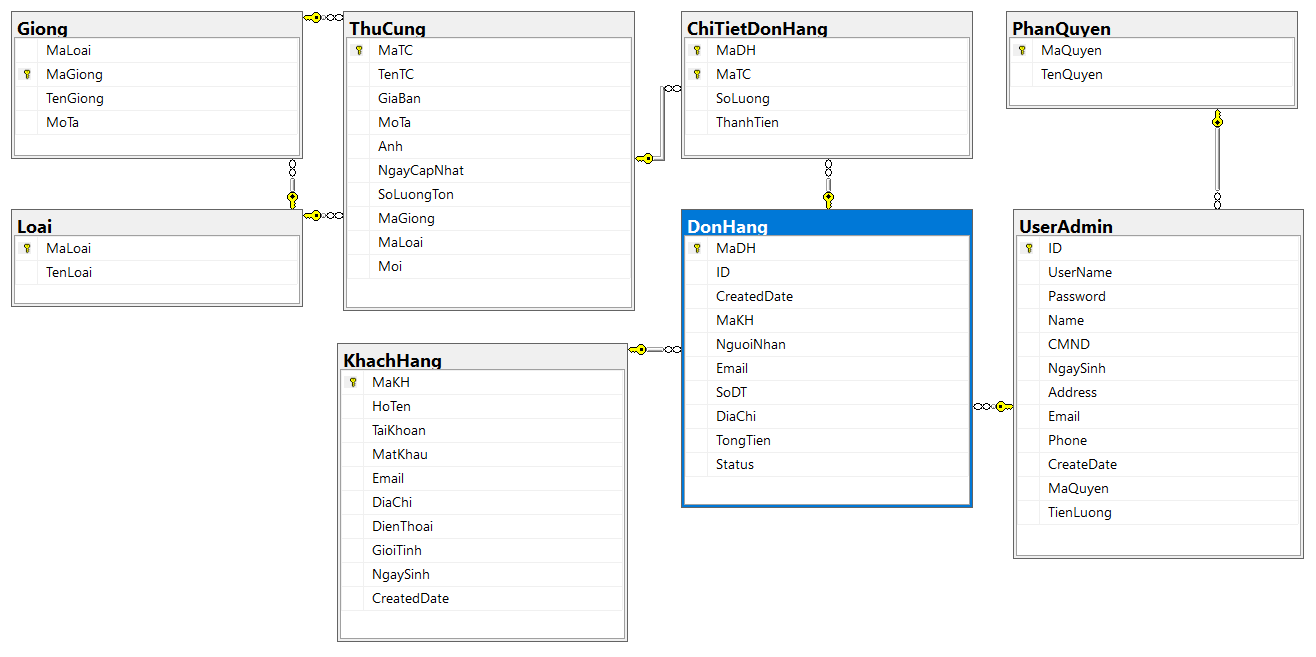 Giong
MaLoai
MaGiong
TenGiong
MoTa
Loai
MaLoai
TenLoai
ThuCung
MaTC
TenTC
GiaBan
MoTa
Anh
NgayCapNhat
SoLuongTon
MaGiong
MaLoai
Moi
KhachHang
MaKH
HoTen
TaiKhoan
MatKhau
Email
DiaChi
DienThoai
GioiTinh
NgaySinh
CreatedDate
ChiTietDonHang
MaDH
MaTC
SoLuong
ThanhTien
DonHang
MaDH
ID
CreatedDate
MaKH
NguoiNhan
Email
SoDT
DiaChi
TongTien
Status
PhanQuyen
MaQuyen
TenQuyen
UserAdmin
ID
UserName
Password
Name
CMND
NgaySinh
Address
Email
Phone
CreateDate
MaQuyen
TienLuong